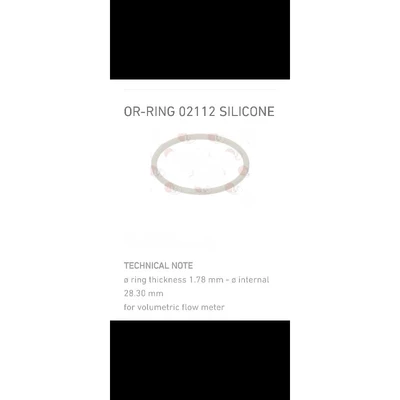 OR-RING 02112 SILICONE
TECHNICAL NOTE
ø ring thickness 1.78 mm - ø internal
28.30 mm
for volumetric flow meter